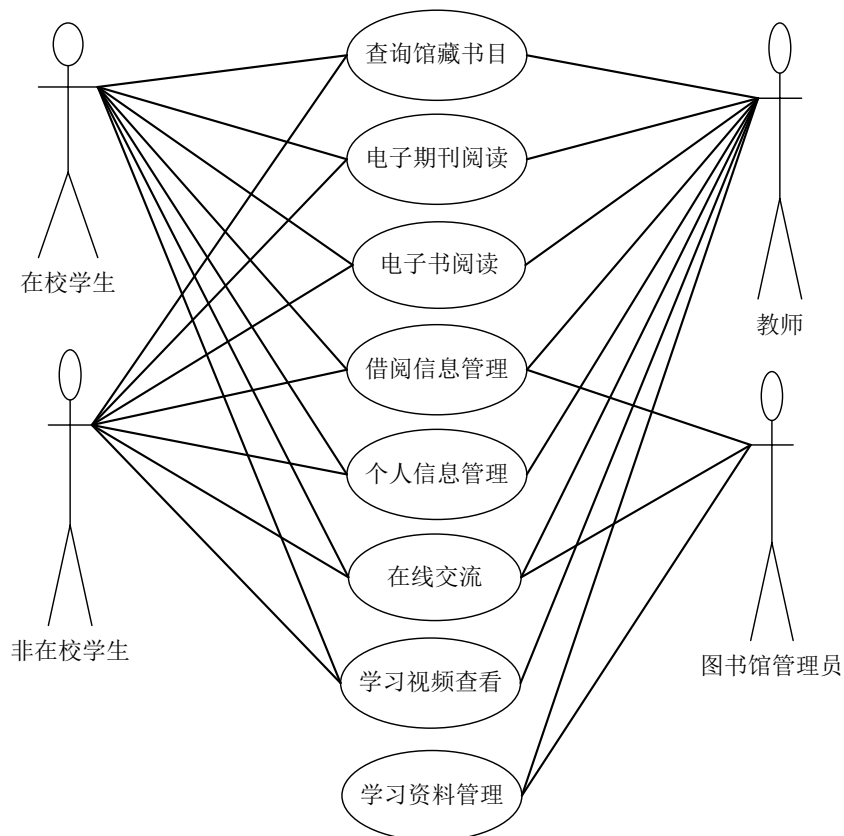 查询馆藏书目
电子期刊阅读
电子书阅读
在校学生
教师
借阅信息管理
个人信息管理
在线交流
非在校学生
图书馆管理员
学习视频查看
学习资料管理